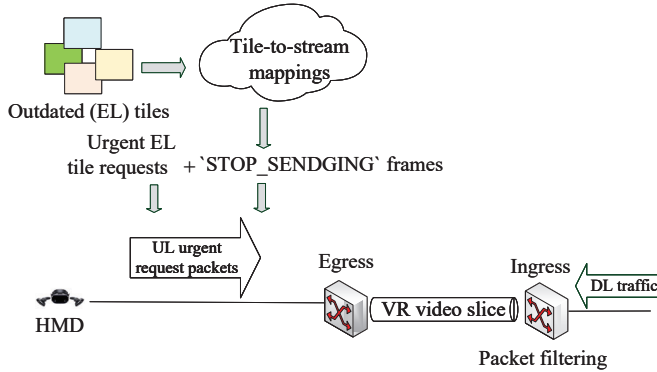 Tile-to-stream
mappings
Outdated (EL) tiles
Urgent EL
tile requests + `STOP_SENDGING` frames
UL urgent
request packets
Egress
Ingress
DL traffic
HMD
VR video slice
Packet filtering